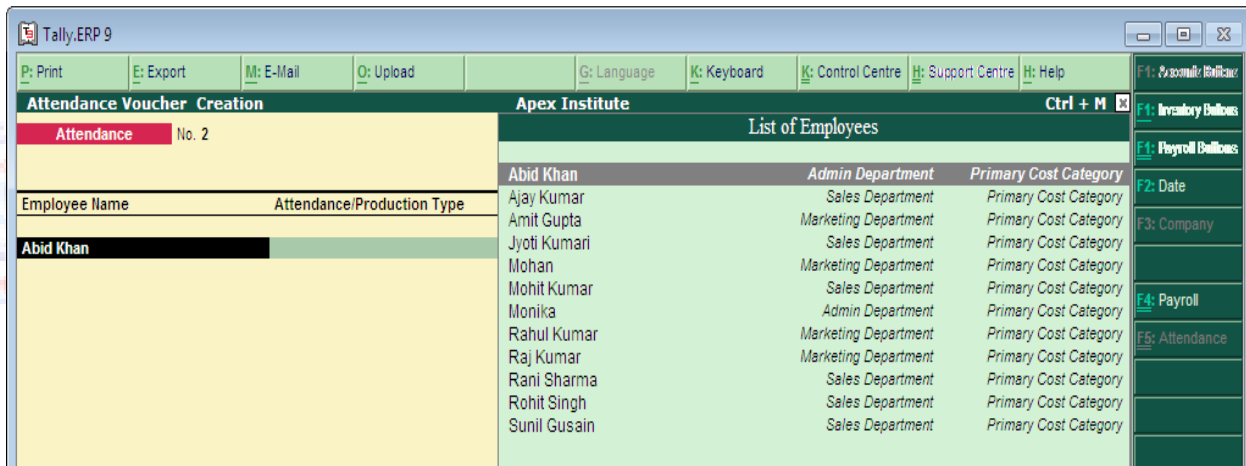 Tally.ERP 9
P: Print E: Export M: E-Mail O: Upload G: Language K: Keyboard K: Control Centre H: Support Centre H: Help
Attendance Voucher Creation Apex Institute Ctrl + M
Attendance No. 2
List of Employees
Employee Name Attendance/Production Type
Abid Khan
Abid Khan Admin Department Primary Cost Category
Ajay Kumar Sales Department Primary Cost Category
Amit Gupta Marketing Department Primary Cost Category
Jyoti Kumari Sales Department Primary Cost Category
Mohan Marketing Department Primary Cost Category
Mohit Kumar Sales Department Primary Cost Category
Monika Admin Department Primary Cost Category
Rahul Kumar Marketing Department Primary Cost Category
Raj Kumar Marketing Department Primary Cost Category
Rani Sharma Sales Department Primary Cost Category
Rohit Singh Sales Department Primary Cost Category
Sunil Gusain Sales Department Primary Cost Category
F1: Accounts Buttons
F1: Inventory Buttons
F1: Payroll Buttons
F2: Date
F3: Company
F4: Payroll
F5: Attendance